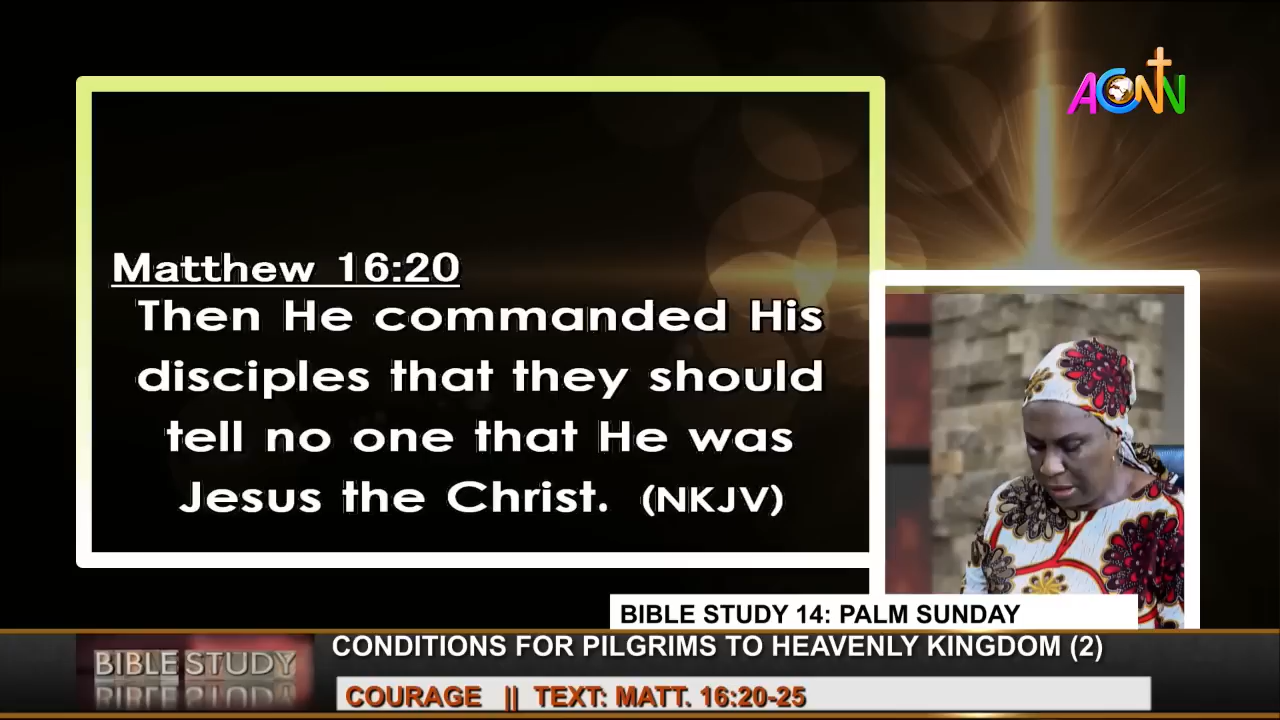 ACNN
Matthew 16:20
Then He commanded His
disciples that they should
tell no one that He was
Jesus the Christ. (NKJV)
BIBLE STUDY 14: PALM SUNDAY
CONDITIONS FOR PILGRIMS TO HEAVENLY KINGDOM (2)
BIBLE STUDY
COURAGE || TEXT: MATT. 16:20-25